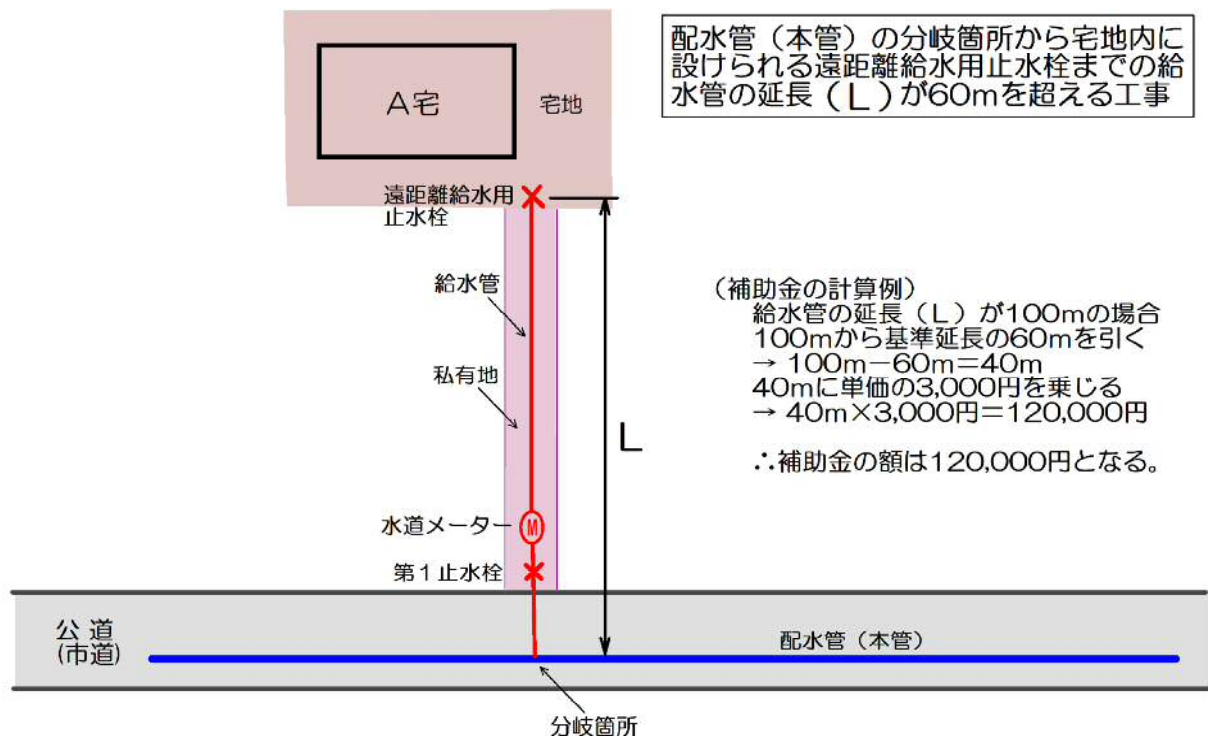 配水管（本管）の分岐箇所から宅地内に
設けられる遠距離給水用止水栓までの給
水管の延長（L）が60mを超える工事
A宅
宅地
遠距離給水用
止水栓
給水管
私有地
L
水道メーター
M
第1止水栓
（補助金の計算例）
給水管の延長（L）が100mの場合
100mから基準延長の60mを引く
→ 100m－60m＝40m
40mに単価の3,000円を乗じる
→ 40m×3,000円＝120,000円
∴補助金の額は120,000円となる。
公道
(市道)
配水管（本管）
分岐箇所